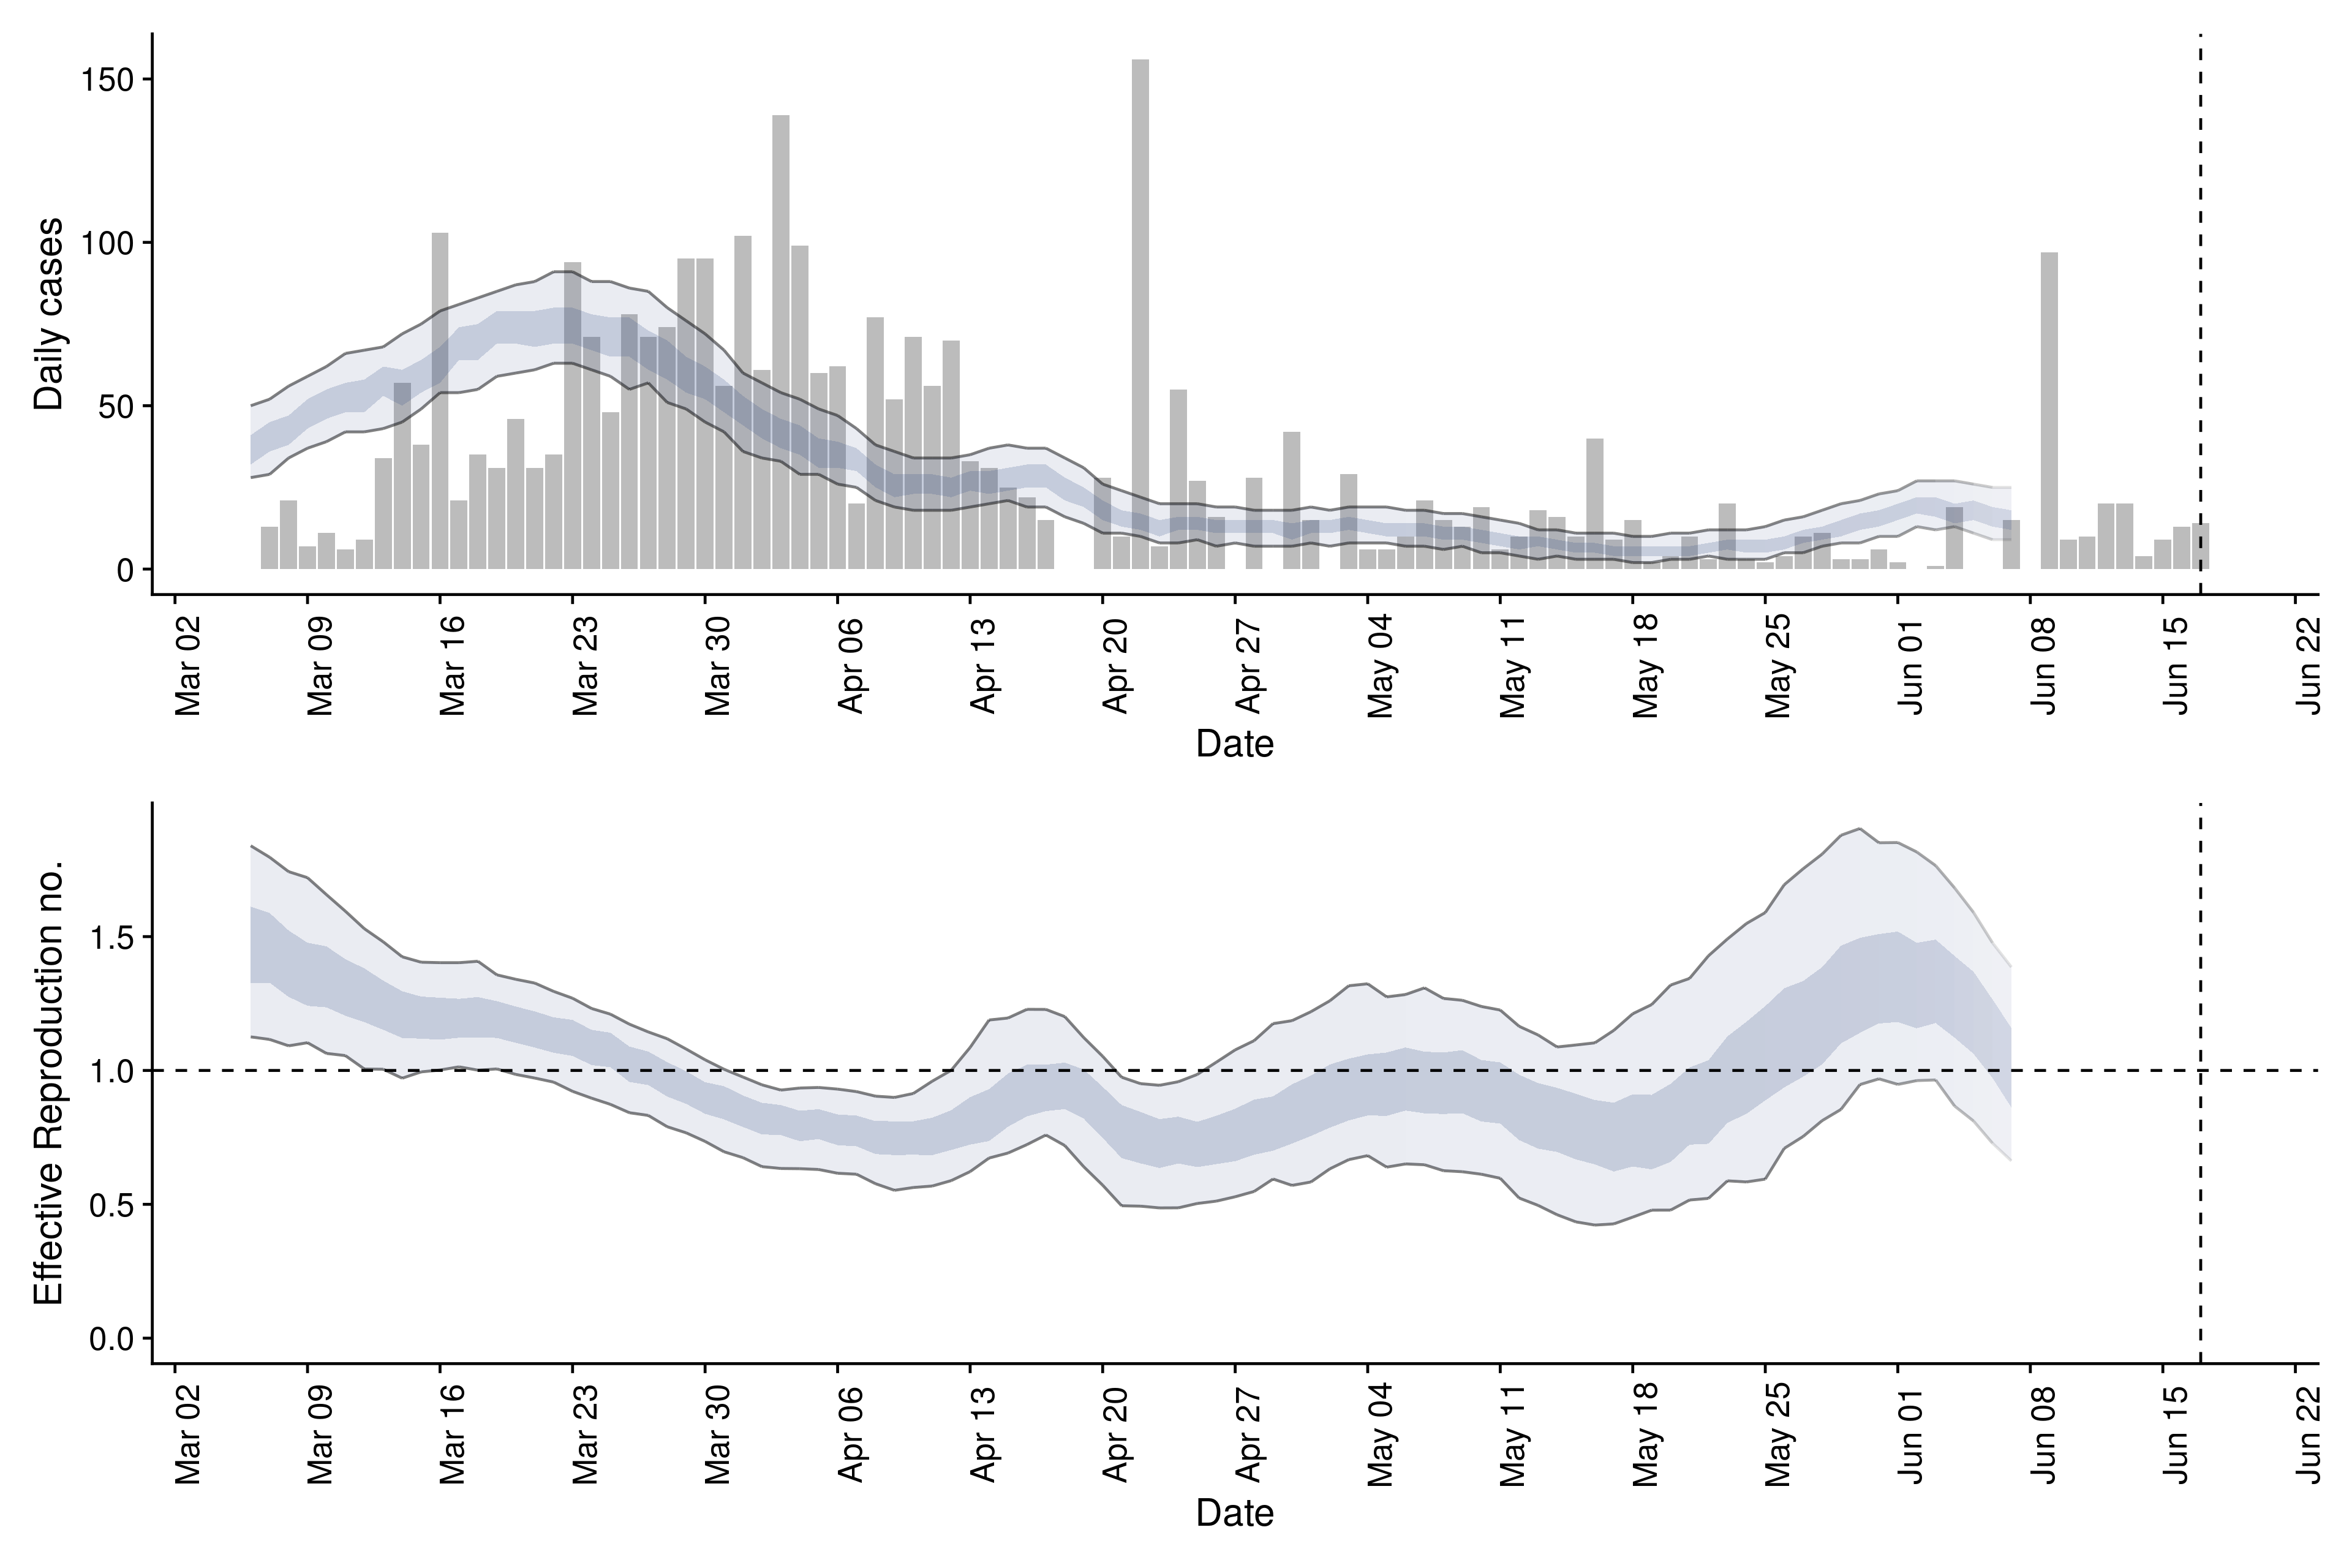 Daily cases
150
100
50
0
Mar 02
Mar 09
Mar 16
Mar 23
Mar 30
Apr 06
Apr 13
Apr 20
Apr 27
May 04
May 11
May 18
May 25
Jun 01
Jun 08
Jun 15
Jun 22
Date
Effective Reproduction no.
1.5
1.0
0.5
0.0
Mar 02
Mar 09
Mar 16
Mar 23
Mar 30
Apr 06
Apr 13
Apr 20
Apr 27
May 04
May 11
May 18
May 25
Jun 01
Jun 08
Jun 15
Jun 22
Date